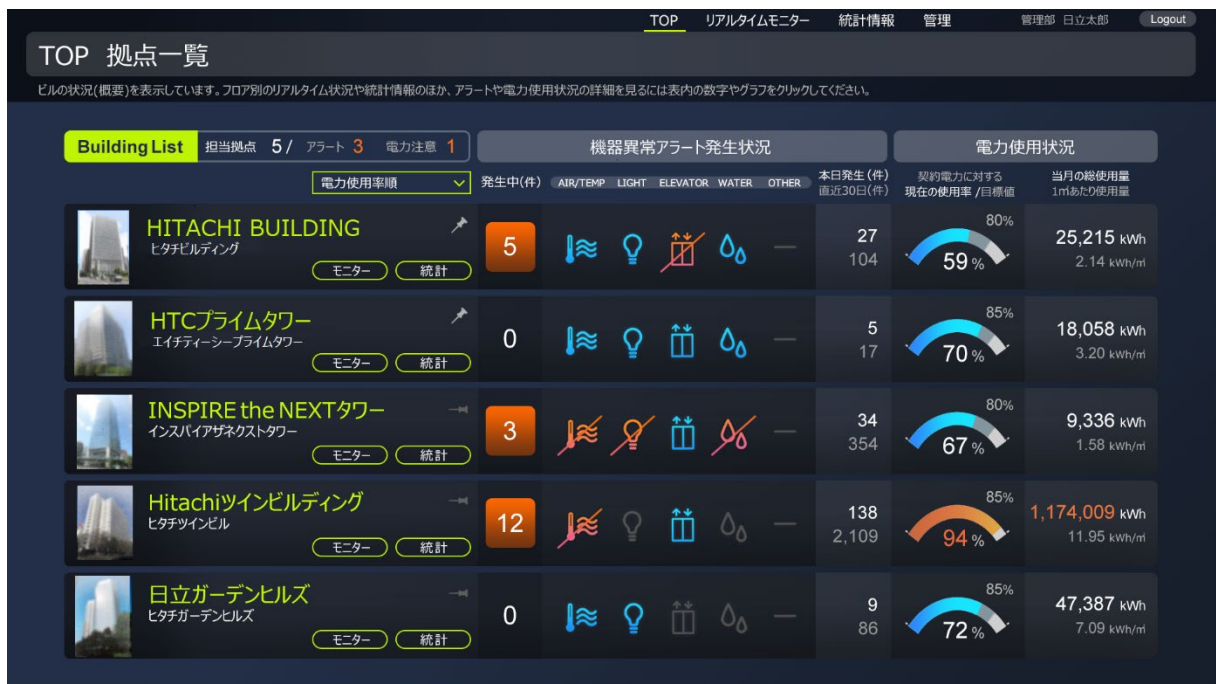 TOP リアルタイムモニター 統計情報 管理 管理部 日立太郎 Logout
TOP 拠点一覧
ビルの状況(概要)を表示しています。フロア別のリアルタイム状況や統計情報のほか、アラートや電力使用状況の詳細を見るには表内の数字やグラフをクリックしてください。
Building List 担当拠点 5 / アラート 3 電力注意 1 機器異常アラート発生状況 電力使用状況
電力使用率順 発生中(件) AIR/TEMP LIGHT ELEVATOR WATER OTHER 本日発生(件) 契約電力に対する 当月の総使用量
直近30日(件) 現在の使用率 /目標値 1㎡あたり使用量
HITACHI BUILDING
ヒタチビルディング
モニター 統計
5 27 80% 25,215 kWh
104 59 % 2.14 kWh/㎡
HTCプライムタワー
エイチティーシープライムタワー
モニター 統計
0 5 85% 18,058 kWh
17 70 % 3.20 kWh/㎡
INSPIRE the NEXTタワー
インスパイアザネクストタワー
モニター 統計
3 34 80% 9,336 kWh
354 67 % 1.58 kWh/㎡
Hitachiツインビルディング
ヒタチツインビル
モニター 統計
12 138 85% 1,174,009 kWh
2,109 94 % 11.95 kWh/㎡
日立ガーデンヒルズ
ヒタチガーデンヒルズ
モニター 統計
0 9 85% 47,387 kWh
86 72 % 7.09 kWh/㎡